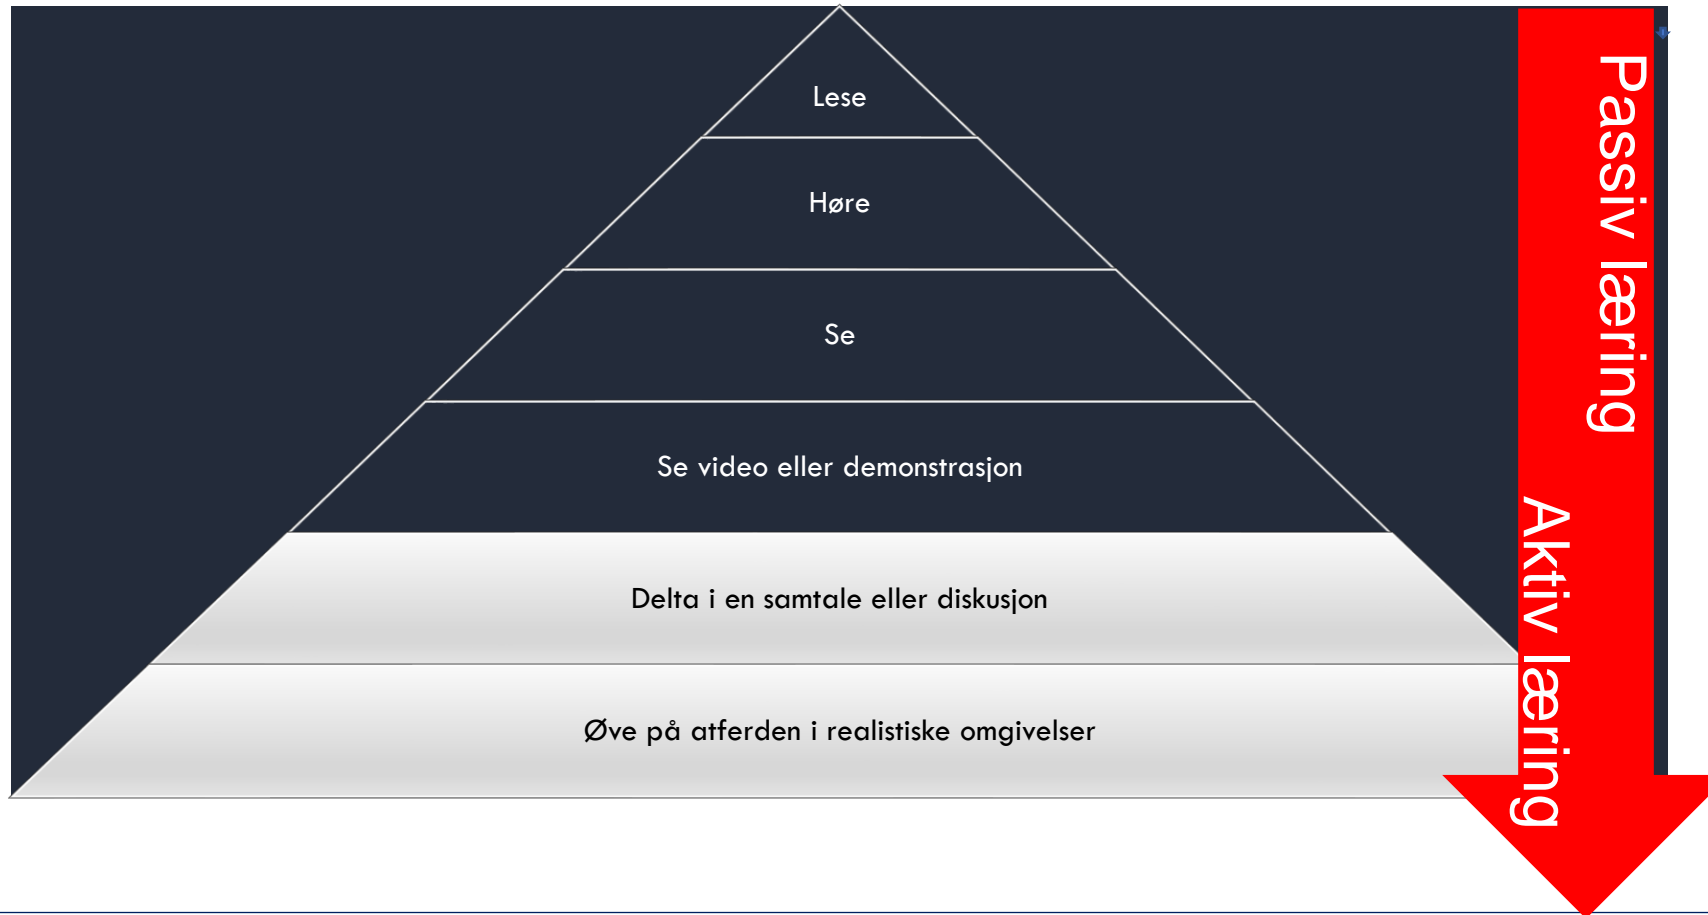 Lese
Høre
Se
Se video eller demonstrasjon
Delta i en samtale eller diskusjon
Øve på atferden i realistiske omgivelser
Passiv læring
Aktiv læring